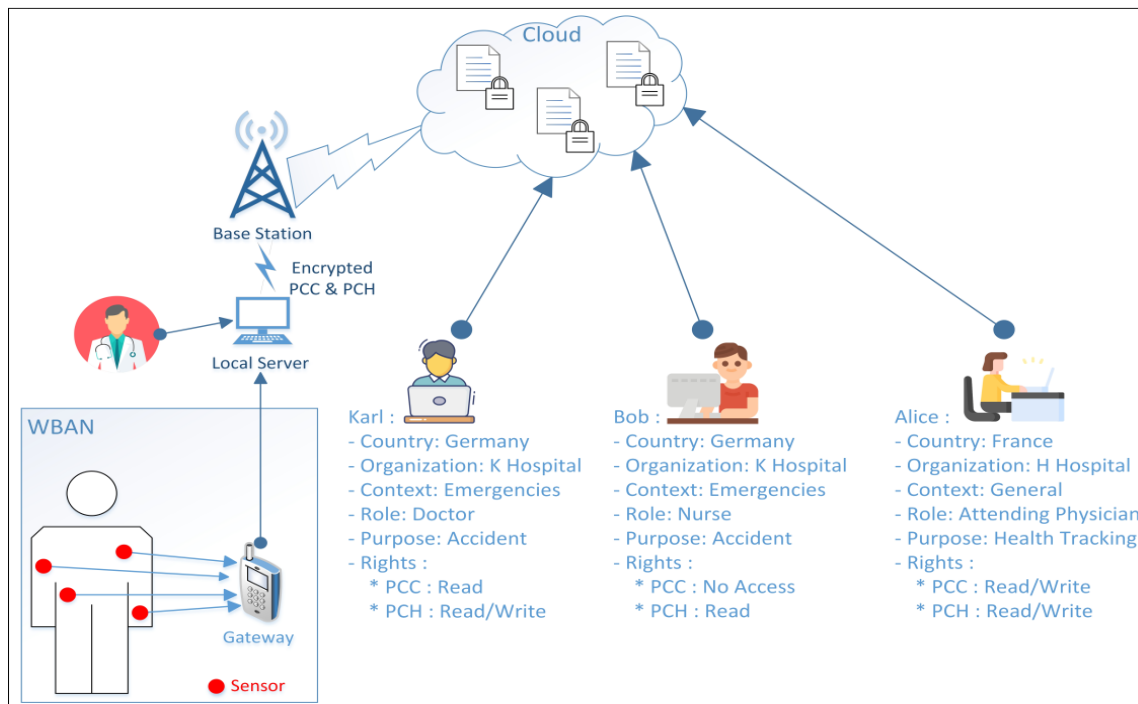 Cloud
Base Station
Encrypted
PCC & PCH
Local Server
WBAN
Gateway
Sensor
Karl :
- Country: Germany
- Organization: K Hospital
- Context: Emergencies
- Role: Doctor
- Purpose: Accident
- Rights :
* PCC : Read
* PCH : Read/Write
Bob :
- Country: Germany
- Organization: K Hospital
- Context: Emergencies
- Role: Nurse
- Purpose: Accident
- Rights :
* PCC : No Access
* PCH : Read
Alice :
- Country: France
- Organization: H Hospital
- Context: General
- Role: Attending Physician
- Purpose: Health Tracking
- Rights :
* PCC : Read/Write
* PCH : Read/Write